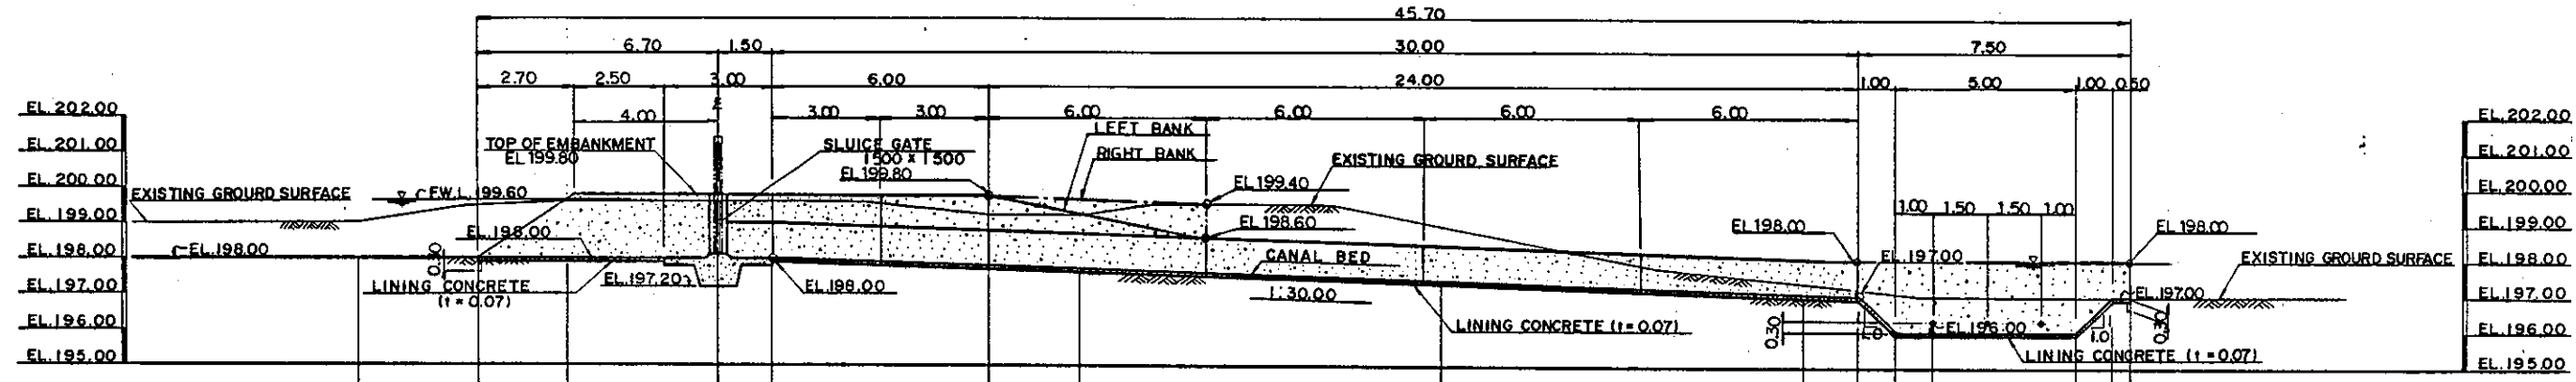 45.70
6.70 1.50 30.00 7.50
2.70 2.50 3.00 6.00 24.00 1.00 5.00 1.00 0.50
EL.202.00 4.00 3.00 3.00 6.00 6.00 6.00 6.00 EL.202.00
LEFT BANK
EL.201.00 TOP OF EMBANKMENT SLUICE GATE RIGHT BANK EL.201.00
EL 199.80 1500 x 1500 EXISTING GROUND SURFACE
EL.199.80
EL.200.00 EL.199.40 EL.200.00
EXISTING GROURD SURFACE F.W.L.199.60
1.00 1.50 1.50 1.00
EL.199.00 EL.198.60 EL.198.00 EL.198.00 EL.199.00
EL.198.00
EL.198.00 EL.198.00 CANAL BED EL.197.00 EXISTING GROUND SURFACE EL.198.00
0.30
EL.197.20
EL.197.00 LINING CONCRETE EL.198.00 1:30.00 EL.197.00 EL.197.00
(t=0.07)
EL.196.00 LINING CONCRETE (t=0.07) 0.30 1.0 EL.196.00 1.0 0.30 EL.196.00
EL.195.00 LINING CONCRETE (t=0.07) EL.195.00